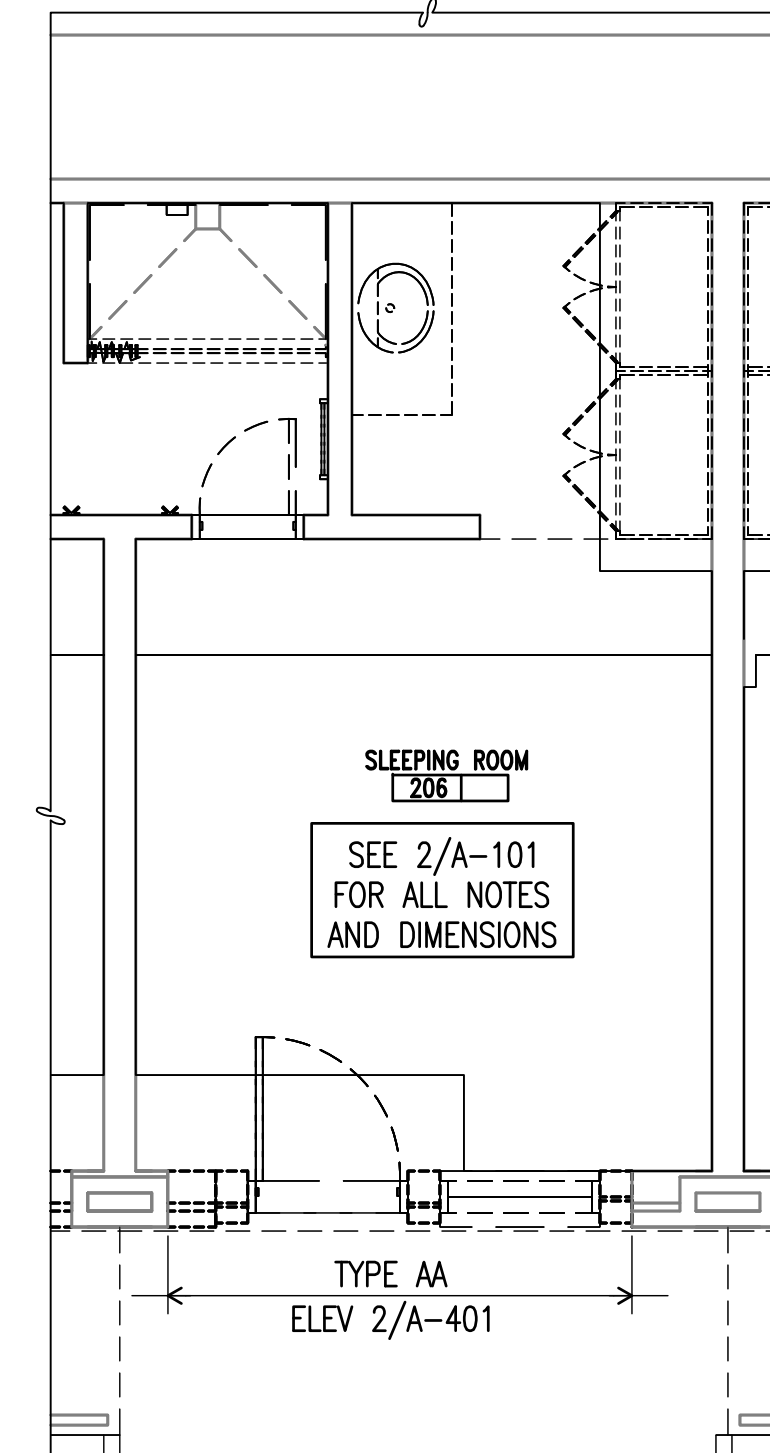 SLEEPING ROOM
206
SEE 2/A-101
FOR ALL NOTES
AND DIMENSIONS
TYPE AA
ELEV 2/A-401